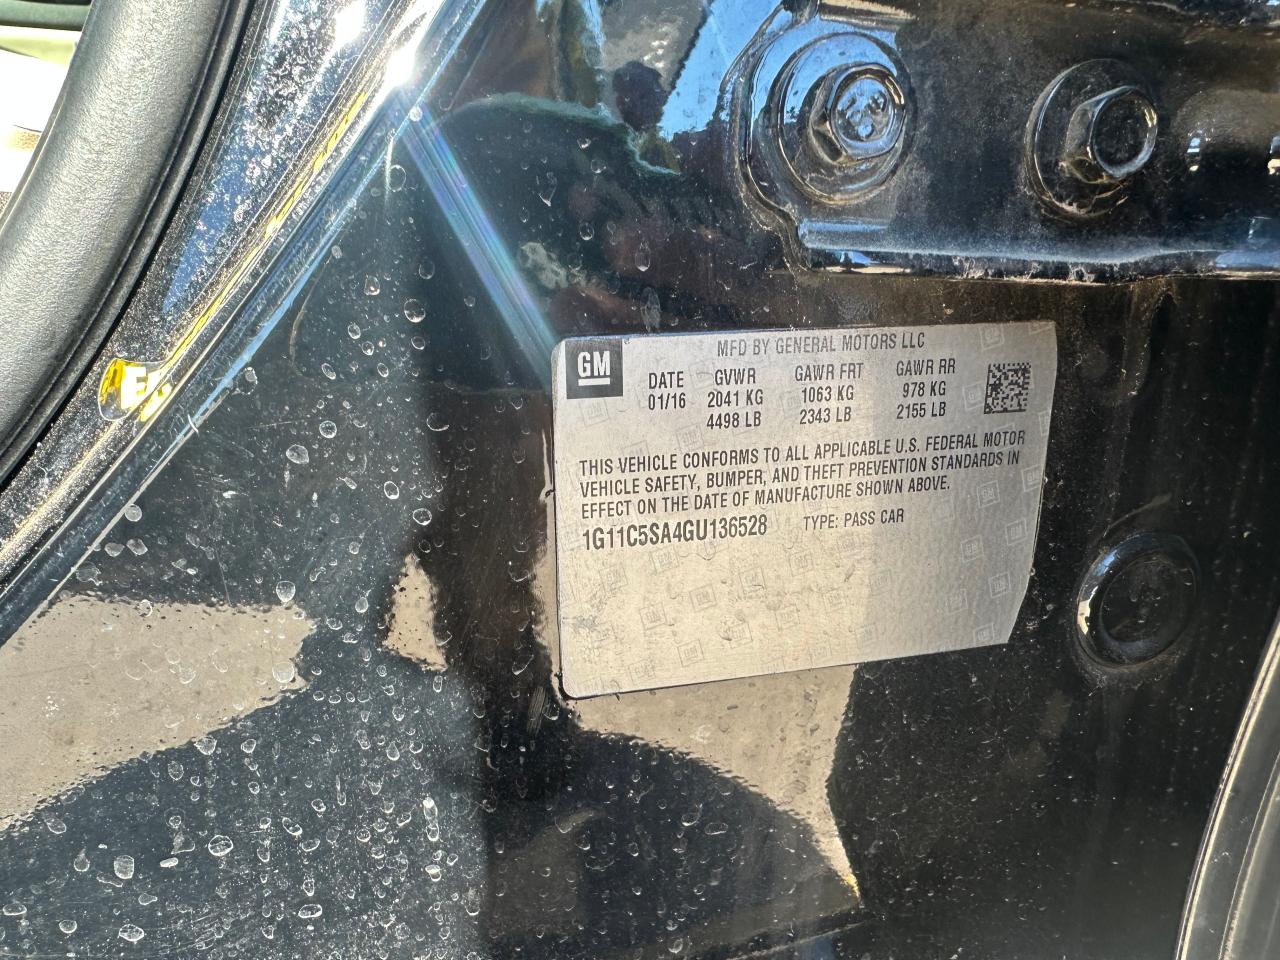 GM
MFD BY GENERAL MOTORS LLC
DATE GVWR GAWR FRT GAWR RR
01/16 2041 KG 1063 KG 978 KG
4498 LB 2343 LB 2155 LB
THIS VEHICLE CONFORMS TO ALL APPLICABLE U.S. FEDERAL MOTOR
VEHICLE SAFETY, BUMPER, AND THEFT PREVENTION STANDARDS IN
EFFECT ON THE DATE OF MANUFACTURE SHOWN ABOVE.
1G11C5SA4GU136528 TYPE: PASS CAR